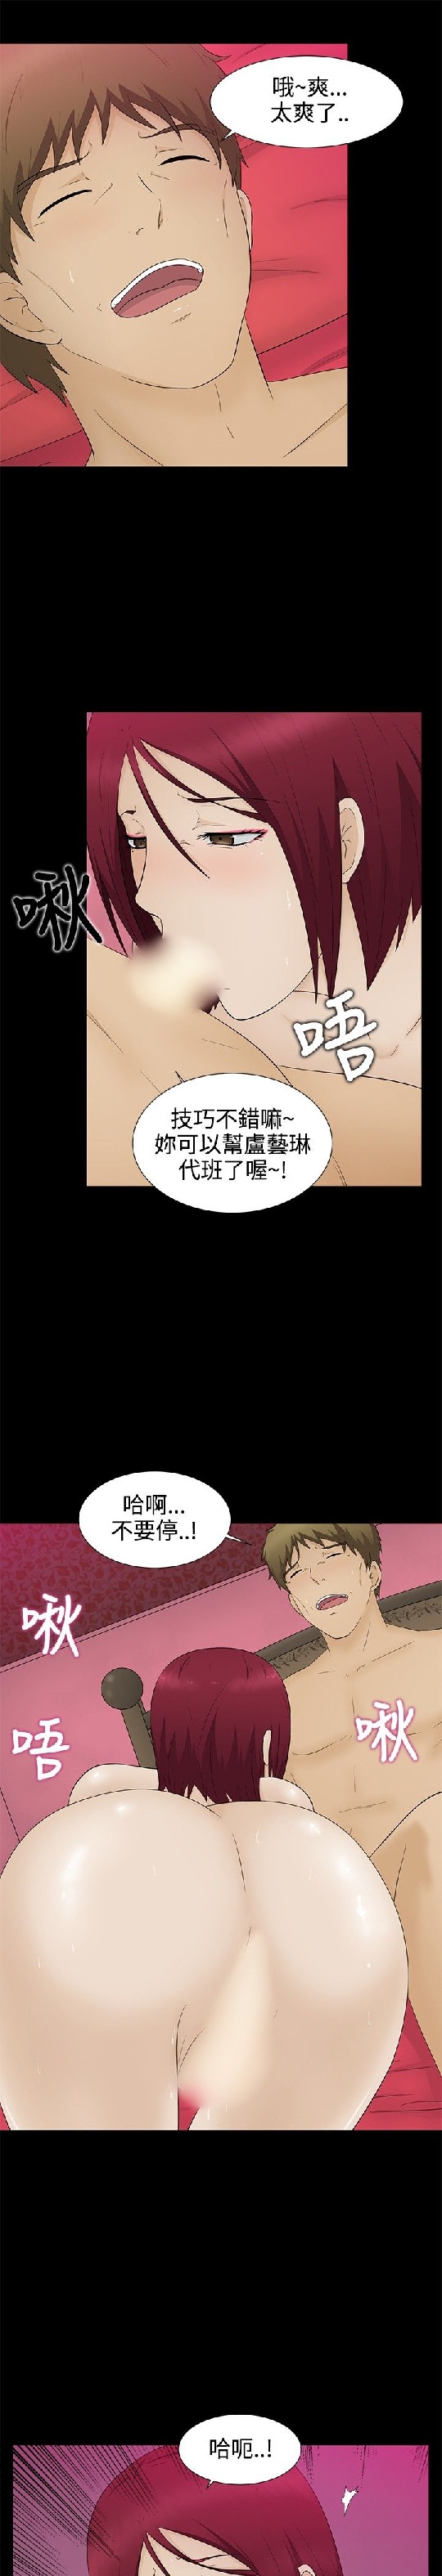 哦~爽...
太爽了..
啾
唔
技巧不錯嘛~
妳可以幫盧藝琳
代班了喔~!
哈啊...
不要停..!
啾
唔
啾
哈呃..!